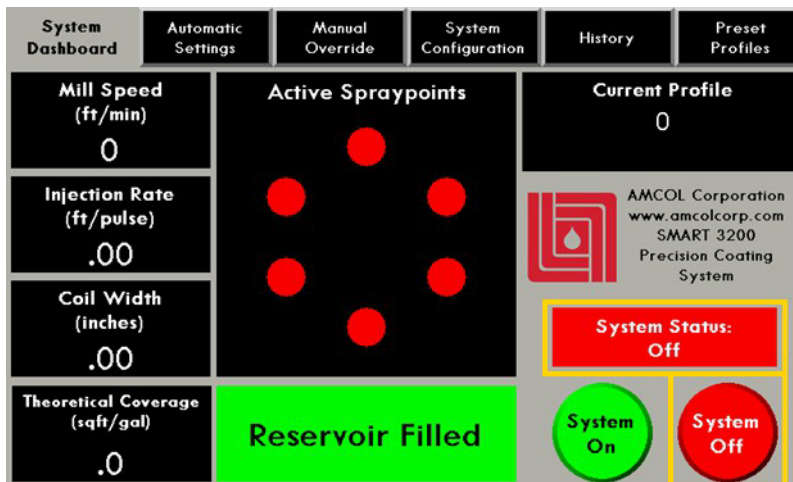 System
Dashboard
Automatic
Settings
Manual
Override
System
Configuration
History
Preset
Profiles
Mill Speed
(ft/min)
0
Injection Rate
(ft/pulse)
.00
Coil Width
(inches)
.00
Theoretical Coverage
(sqft/gal)
.0
Active Spraypoints
Reservoir Filled
Current Profile
0
AMCOL Corporation
www.amcolcorp.com
SMART 3200
Precision Coating
System
System Status:
Off
System
On
System
Off